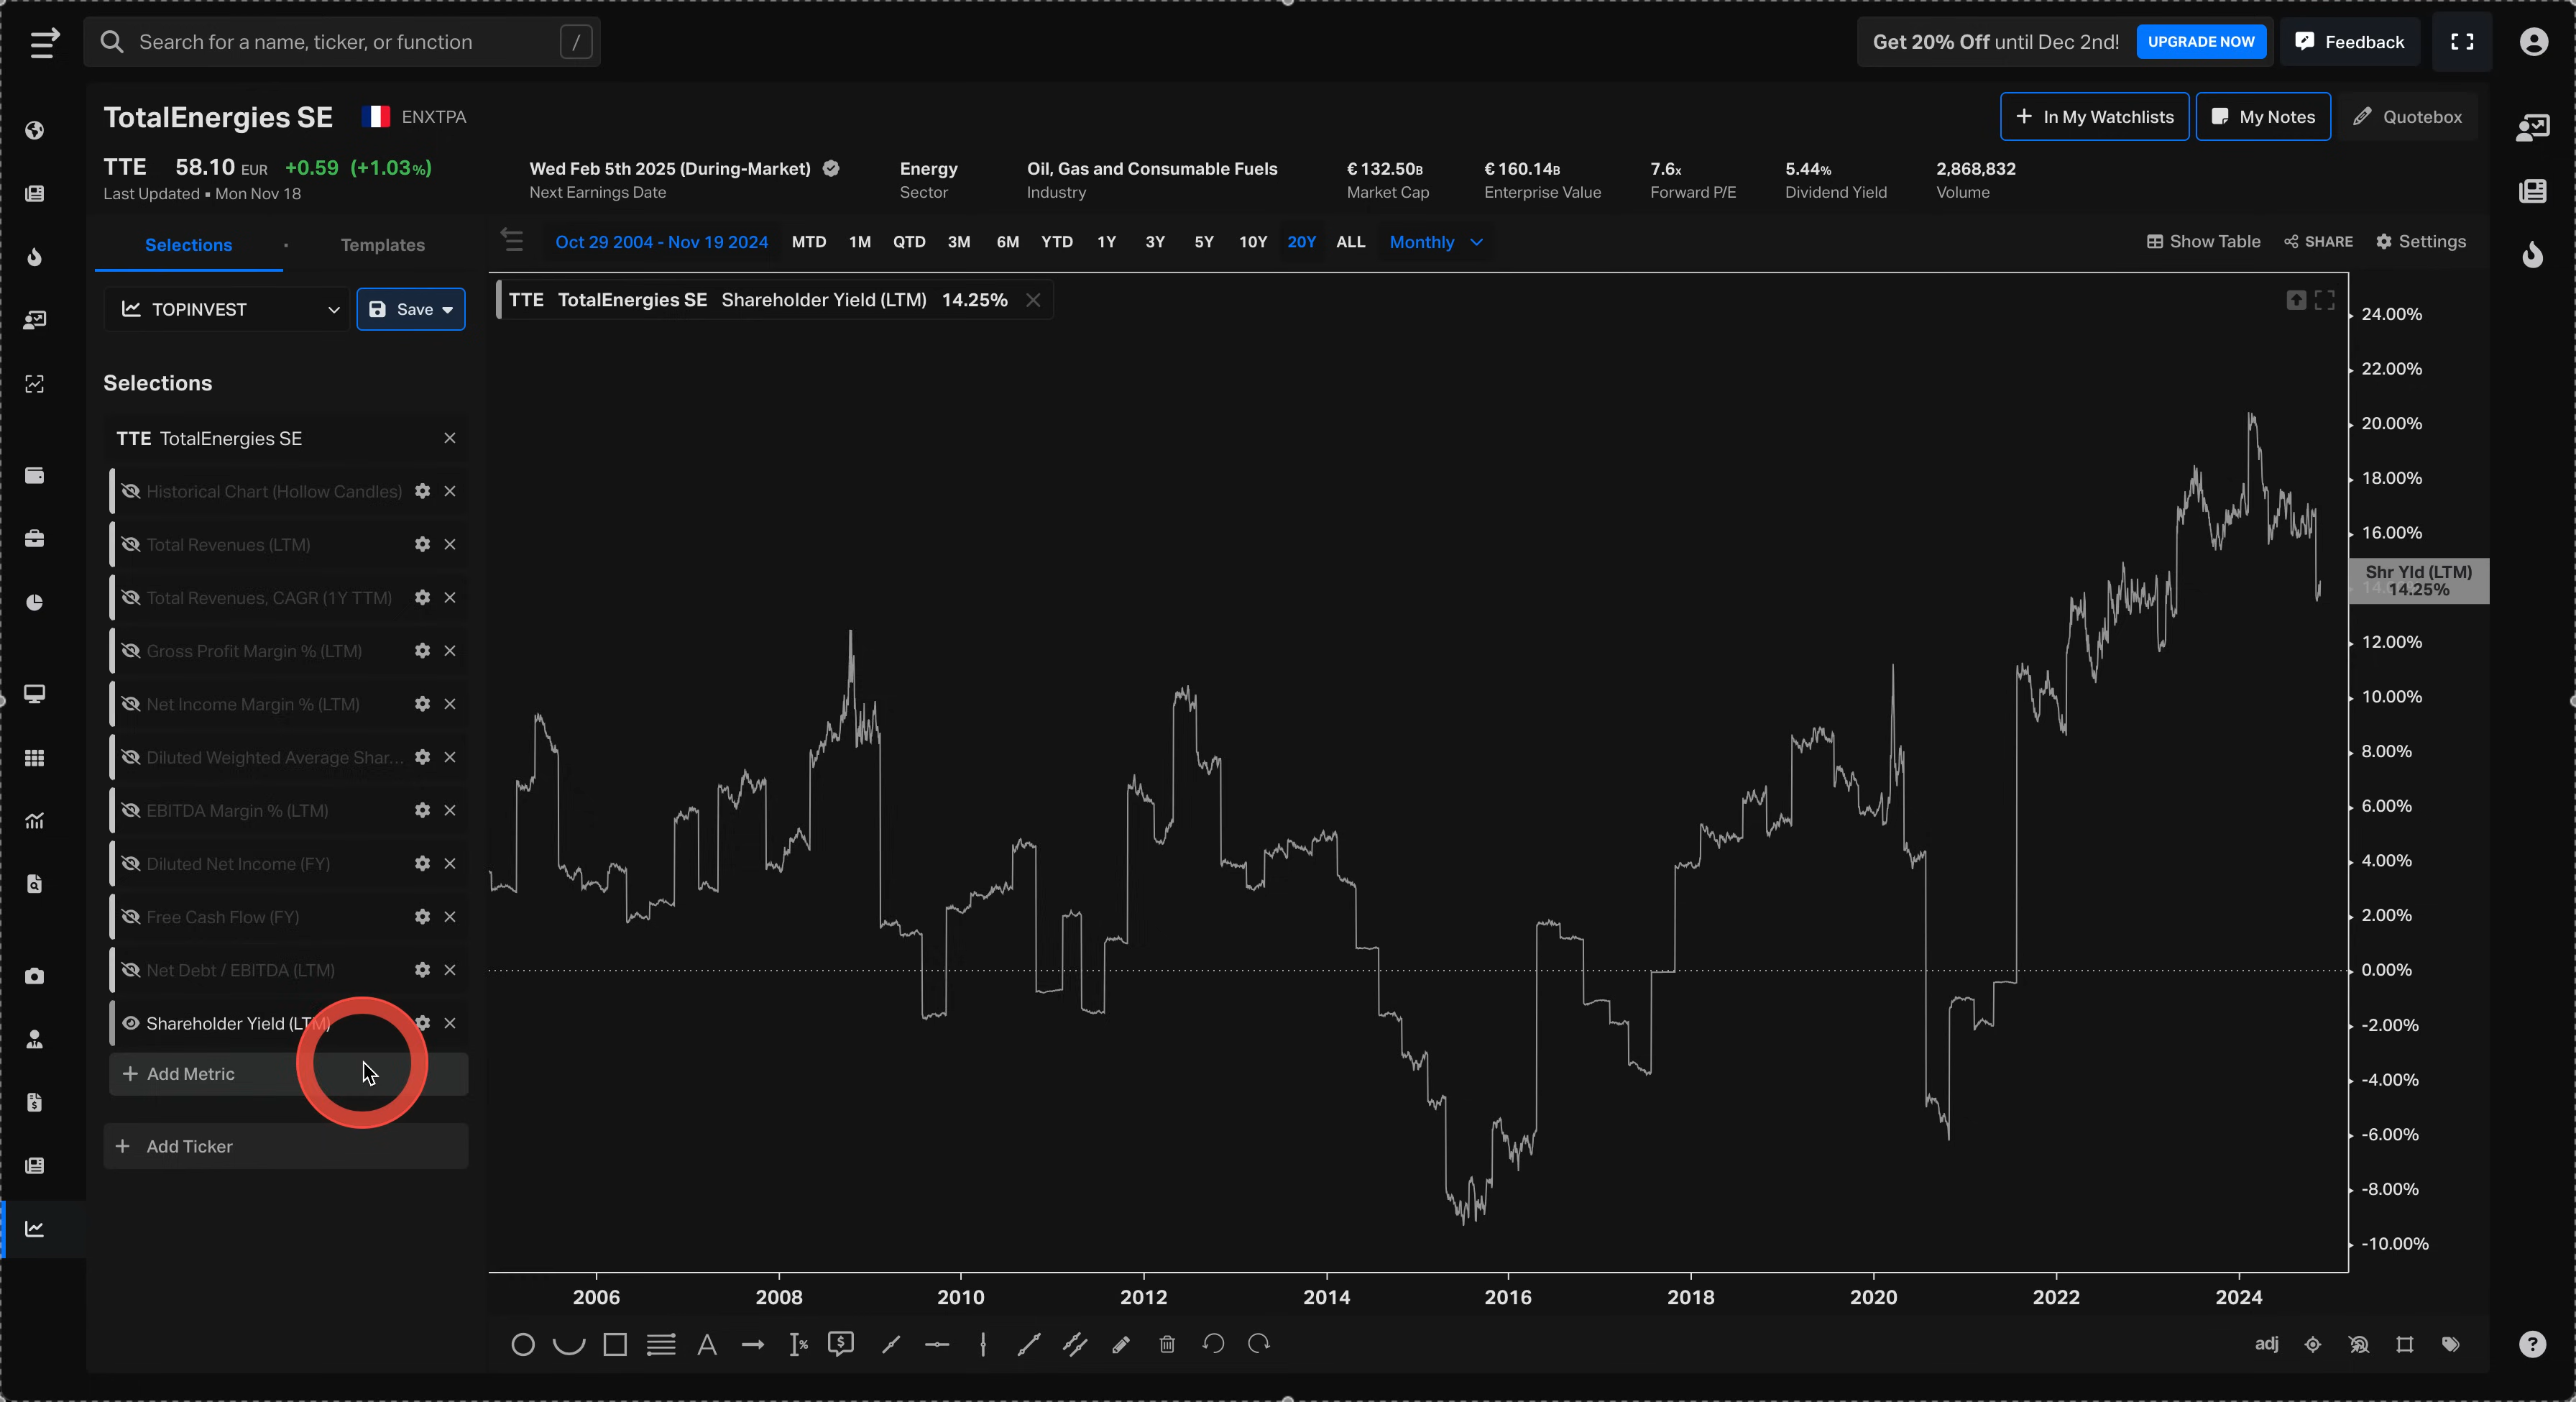 Search for a name, ticker, or function /
Get 20% Off until Dec 2nd! UPGRADE NOW Feedback
TotalEnergies SE ENXTPA
In My Watchlists My Notes Quotebox
TTE 58.10 EUR +0.59 (+1.03%)
Last Updated ▪ Mon Nov 18
Wed Feb 5th 2025 (During-Market)
Next Earnings Date
Energy
Sector
Oil, Gas and Consumable Fuels
Industry
€ 132.50B
Market Cap
€ 160.14B
Enterprise Value
7.6x
Forward P/E
5.44%
Dividend Yield
2,868,832
Volume
Selections · Templates
Oct 29 2004 - Nov 19 2024 MTD 1M QTD 3M 6M YTD 1Y 3Y 5Y 10Y 20Y ALL Monthly
Show Table SHARE Settings
TOPINVEST Save
Selections
TTE TotalEnergies SE
Historical Chart (Hollow Candles)
Total Revenues (LTM)
Total Revenues, CAGR (1Y TTM)
Gross Profit Margin % (LTM)
Net Income Margin % (LTM)
Diluted Weighted Average Shar...
EBITDA Margin % (LTM)
Diluted Net Income (FY)
Free Cash Flow (FY)
Net Debt / EBITDA (LTM)
Shareholder Yield (LTM)
+ Add Metric
+ Add Ticker
TTE TotalEnergies SE Shareholder Yield (LTM) 14.25%
24.00%
22.00%
20.00%
18.00%
16.00%
Shr Yld (LTM)
14.25%
12.00%
10.00%
8.00%
6.00%
4.00%
2.00%
0.00%
-2.00%
-4.00%
-6.00%
-8.00%
-10.00%
2006 2008 2010 2012 2014 2016 2018 2020 2022 2024
A % $ adj ?